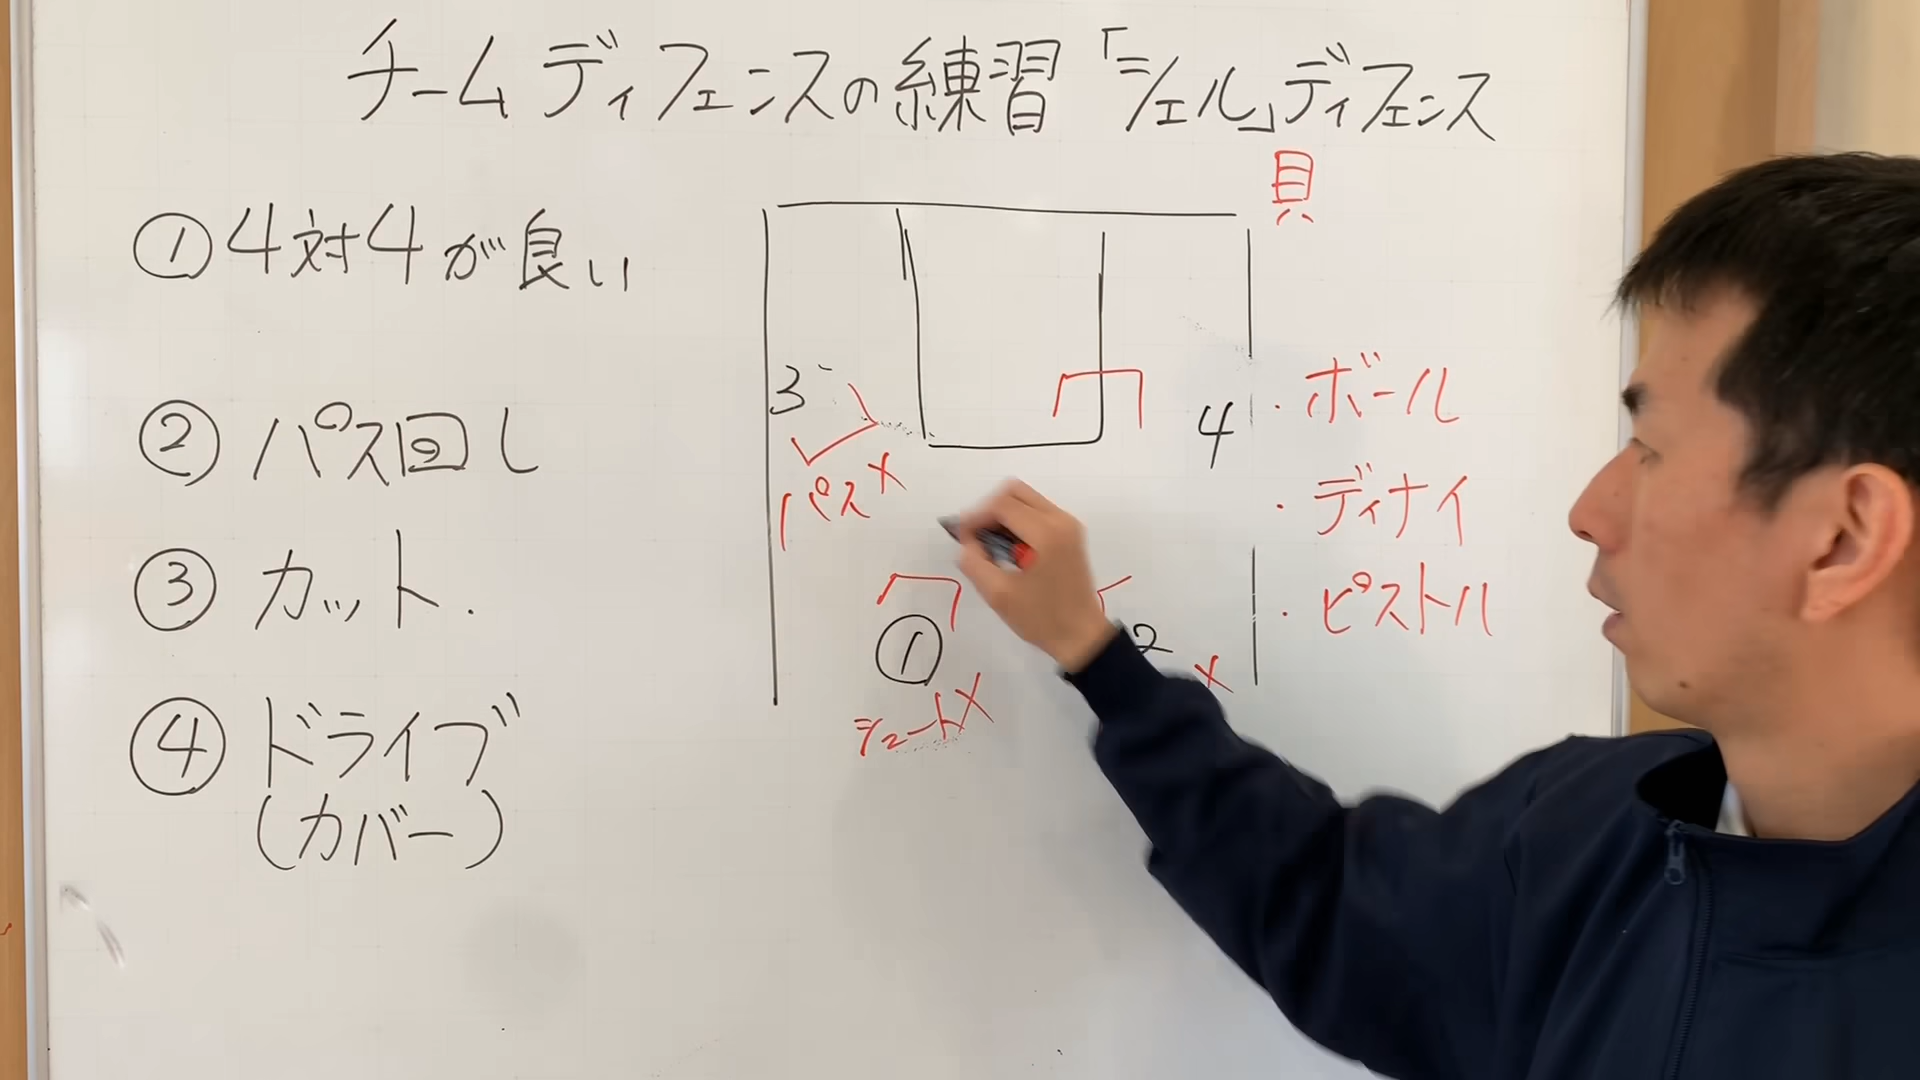 チームディフェンスの練習「シェル」ディフェンス
貝
①4対4が良い
②パス回し
③カット.
④ドライブ
(カバー)
3
4
パス×
①
2
×
シュート×
・ボール
・ディナイ
・ピストル